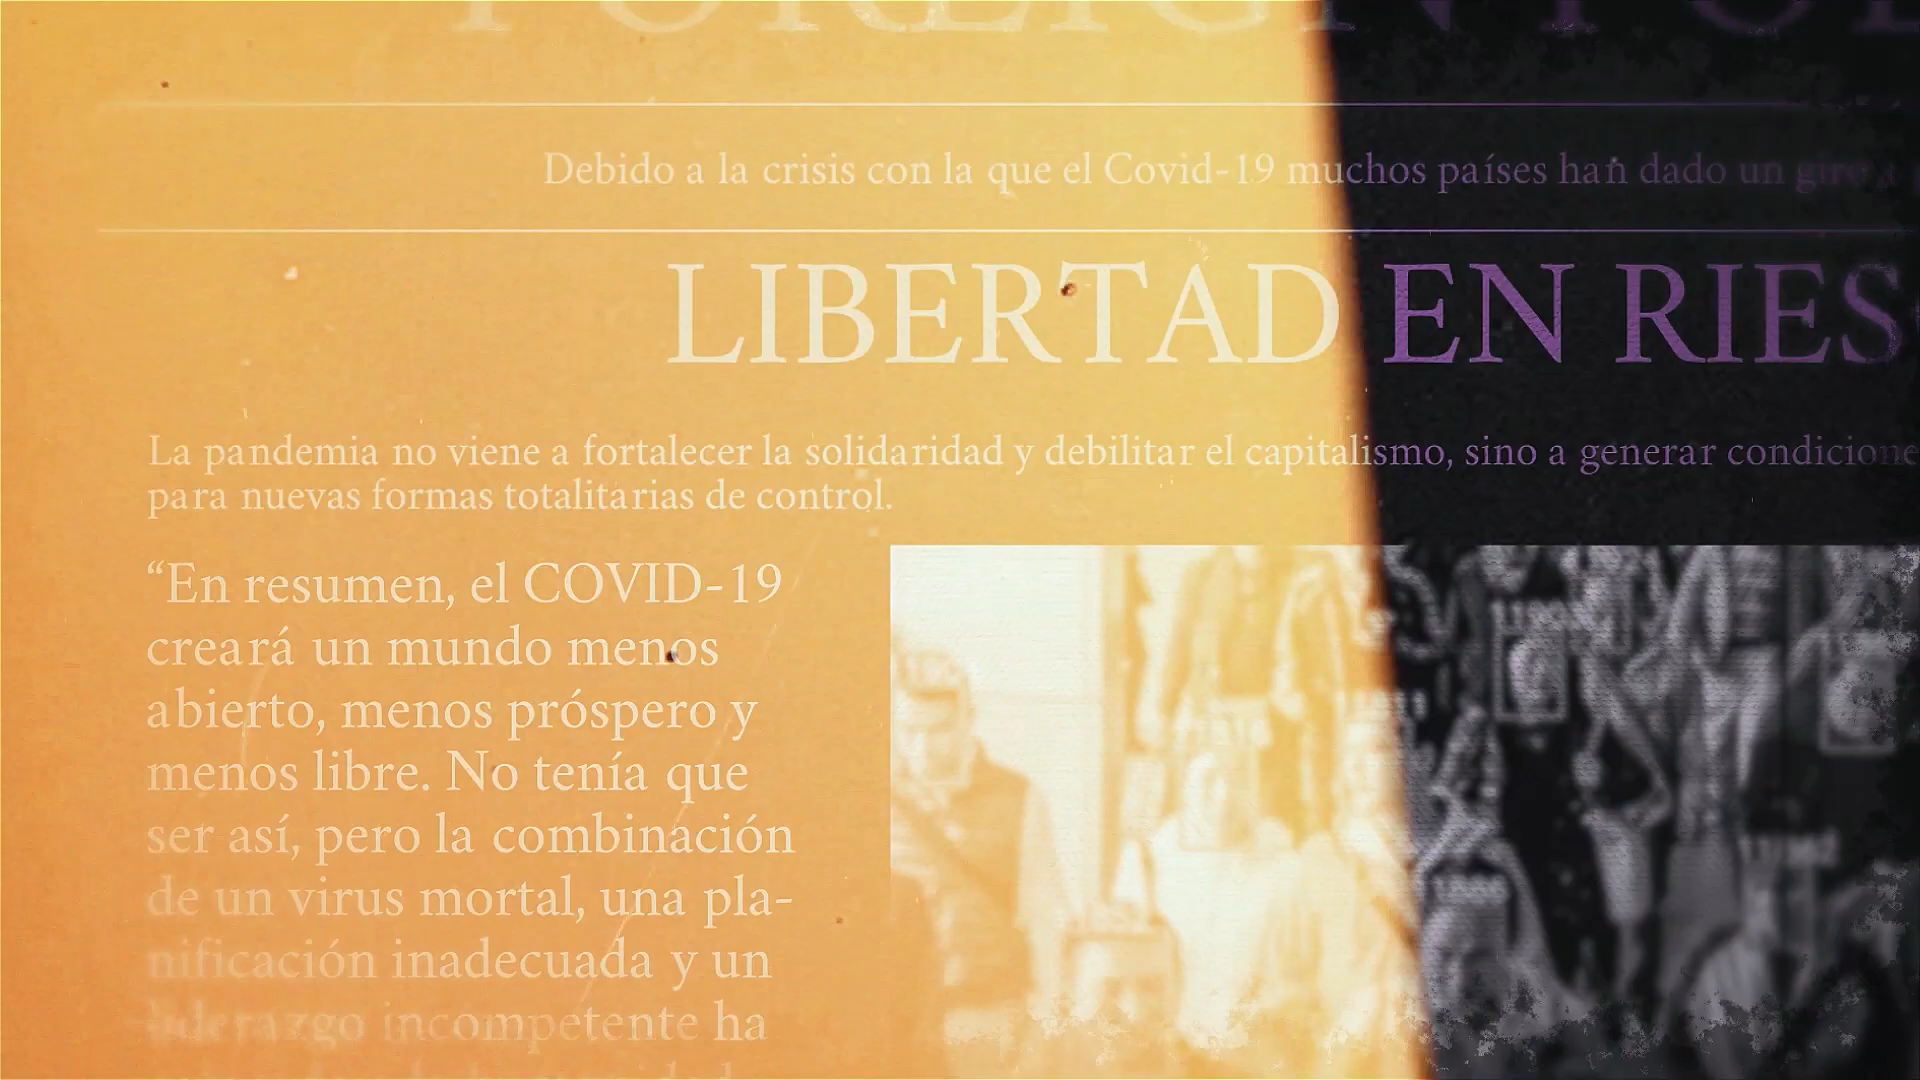 FOREIGN POL
Debido a la crisis con la que el Covid-19 muchos países han dado un giro
LIBERTAD EN RIES
La pandemia no viene a fortalecer la solidaridad y debilitar el capitalismo, sino a generar condicione
para nuevas formas totalitarias de control.
“En resumen, el COVID-19
creará un mundo menos
abierto, menos próspero y
menos libre. No tenía que
ser así, pero la combinación
de un virus mortal, una pla-
nificación inadecuada y un
liderazgo incompetente ha